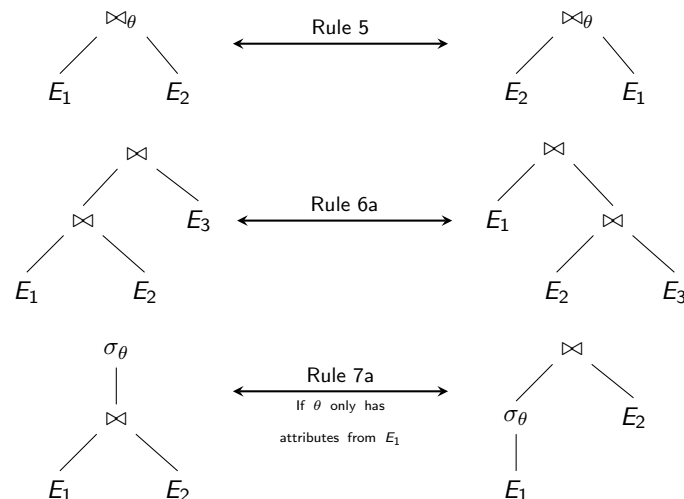 ⋈θ Rule 5 ⋈θ
E1 E2 E2 E1
⋈ ⋈
⋈ E3 Rule 6a E1 ⋈
E1 E2 E2 E3
σθ Rule 7a ⋈
If θ only has
⋈ σθ E2
attributes from E1
E1 E2 E1